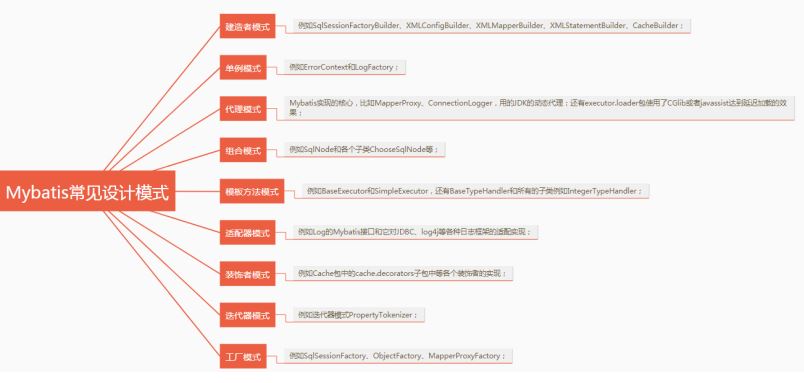 Mybatis常见设计模式
建造者模式
例如SqlSessionFactoryBuilder、XMLConfigBuilder、XMLMapperBuilder、XMLStatementBuilder、CacheBuilder；
单例模式
例如ErrorContext和LogFactory；
代理模式
Mybatis实现的核心，比如MapperProxy、ConnectionLogger，用的JDK的动态代理；还有executor.loader包使用了CGlib或者javassist达到延迟加载的效
果；
组合模式
例如SqlNode和各个子类ChooseSqlNode等；
模板方法模式
例如BaseExecutor和SimpleExecutor，还有BaseTypeHandler和所有的子类例如IntegerTypeHandler；
适配器模式
例如Log的Mybatis接口和它对JDBC、log4j等各种日志框架的适配实现；
装饰者模式
例如Cache包中的cache.decorators子包中等各个装饰者的实现；
迭代器模式
例如迭代器模式PropertyTokenizer；
工厂模式
例如SqlSessionFactory、ObjectFactory、MapperProxyFactory；